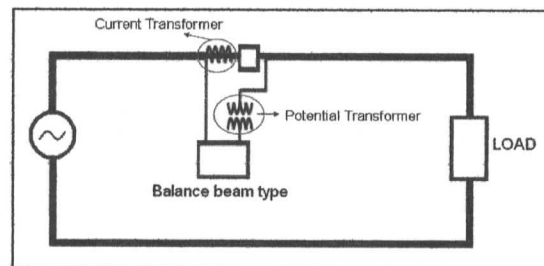 Current Transformer
Potential Transformer
LOAD
Balance beam type